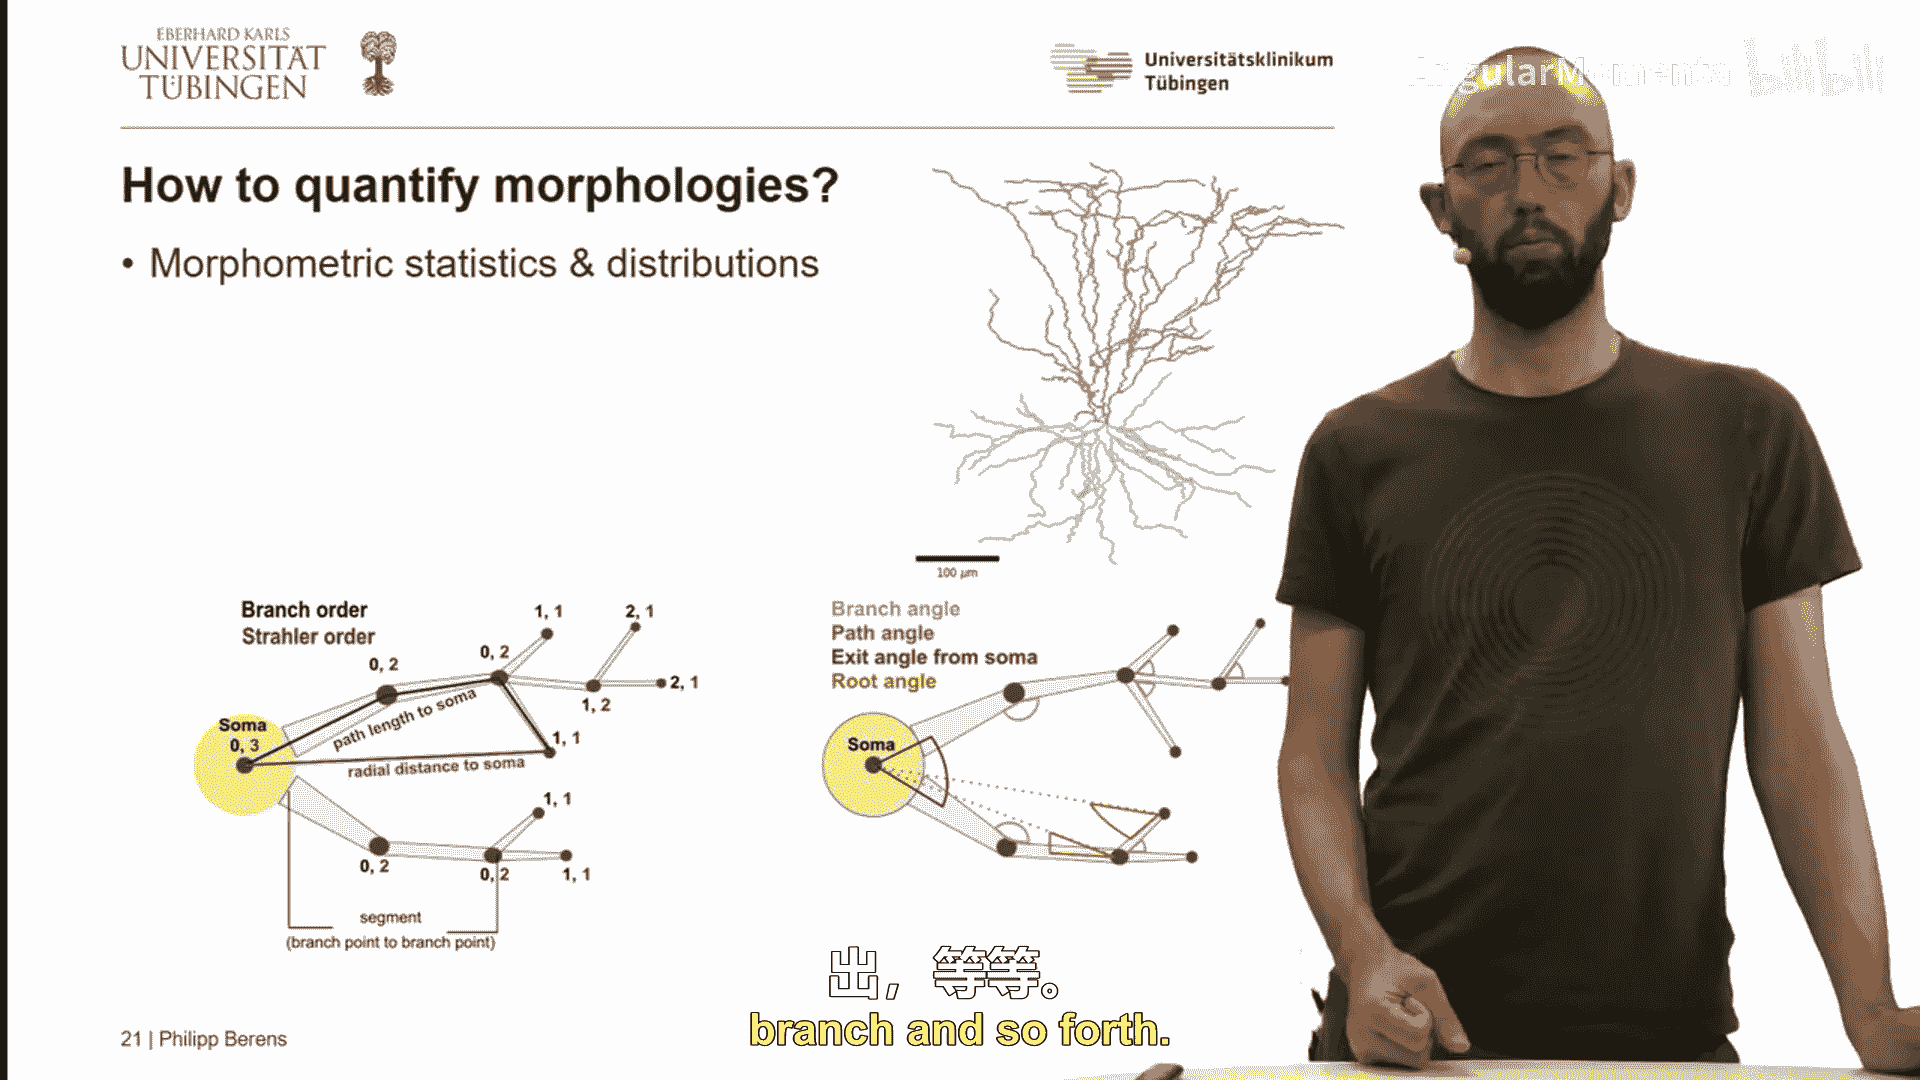 EBERHARD KARLS
UNIVERSITÄT
TÜBINGEN
Universitätsklinikum
Tübingen
AngularMomenta bilibili
How to quantify morphologies?
• Morphometric statistics & distributions
100 µm
Branch order
Strahler order
1, 1
2, 1
0, 2
0, 2
2, 1
1, 2
path length to soma
Soma
0, 3
1, 1
radial distance to soma
1, 1
0, 2
0, 2
1, 1
segment
(branch point to branch point)
Branch angle
Path angle
Exit angle from soma
Root angle
Soma
出，等等。
branch and so forth.
21 | Philipp Berens